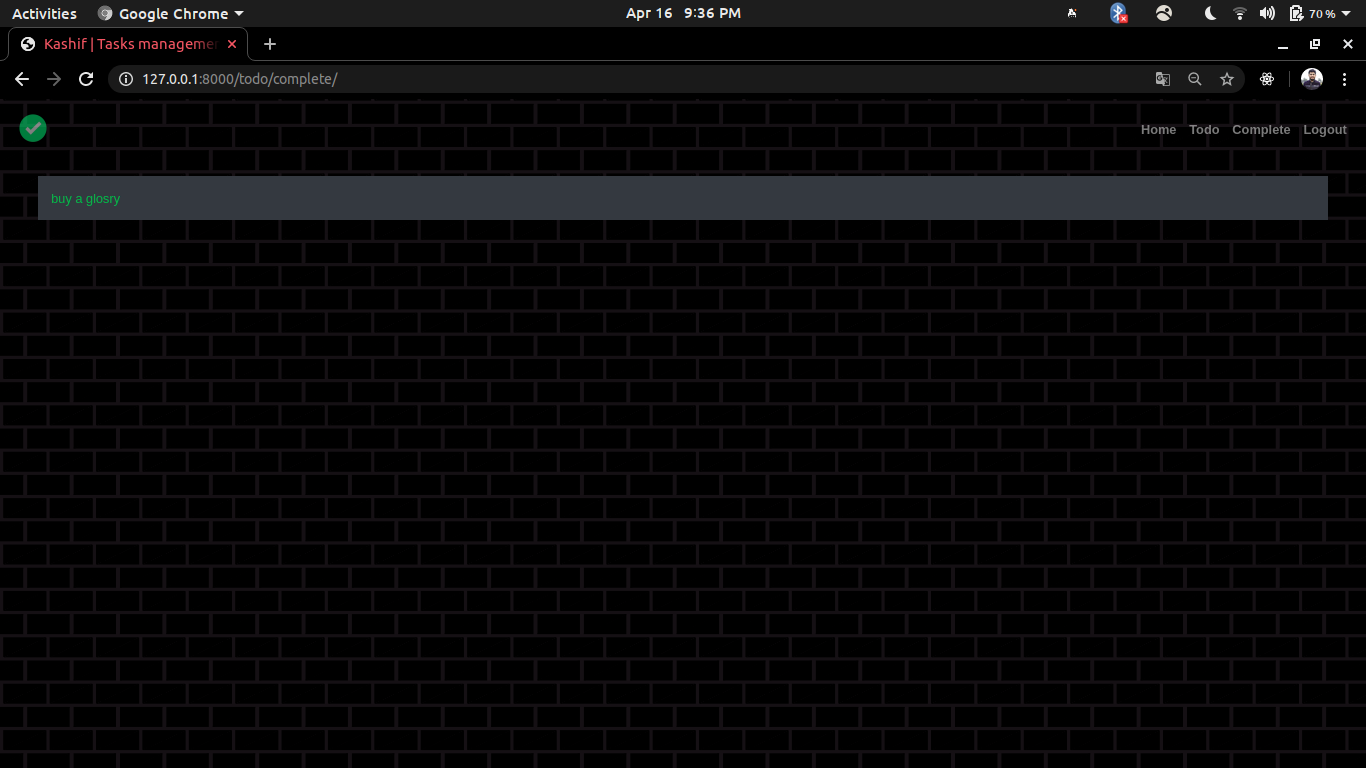 Activities Google Chrome Apr 16 9:36 PM 70 %
Kashif | Tasks manageme
127.0.0.1:8000/todo/complete/
Home Todo Complete Logout
buy a glosry